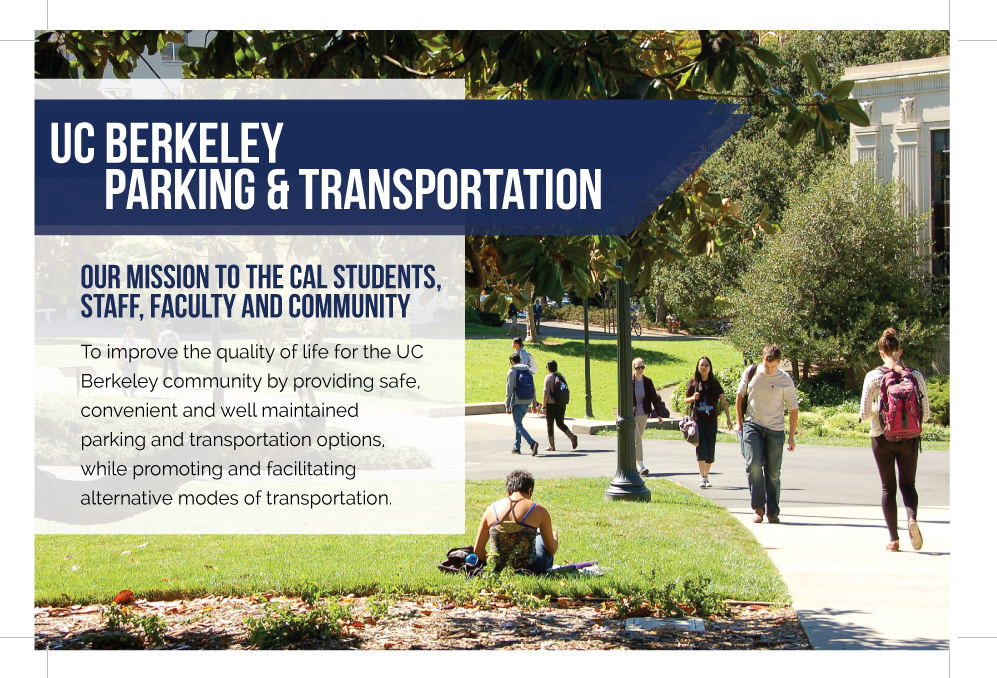 UC BERKELEY
PARKING & TRANSPORTATION
OUR MISSION TO THE CAL STUDENTS,
STAFF, FACULTY AND COMMUNITY
To improve the quality of life for the UC
Berkeley community by providing safe,
convenient and well maintained
parking and transportation options,
while promoting and facilitating
alternative modes of transportation.